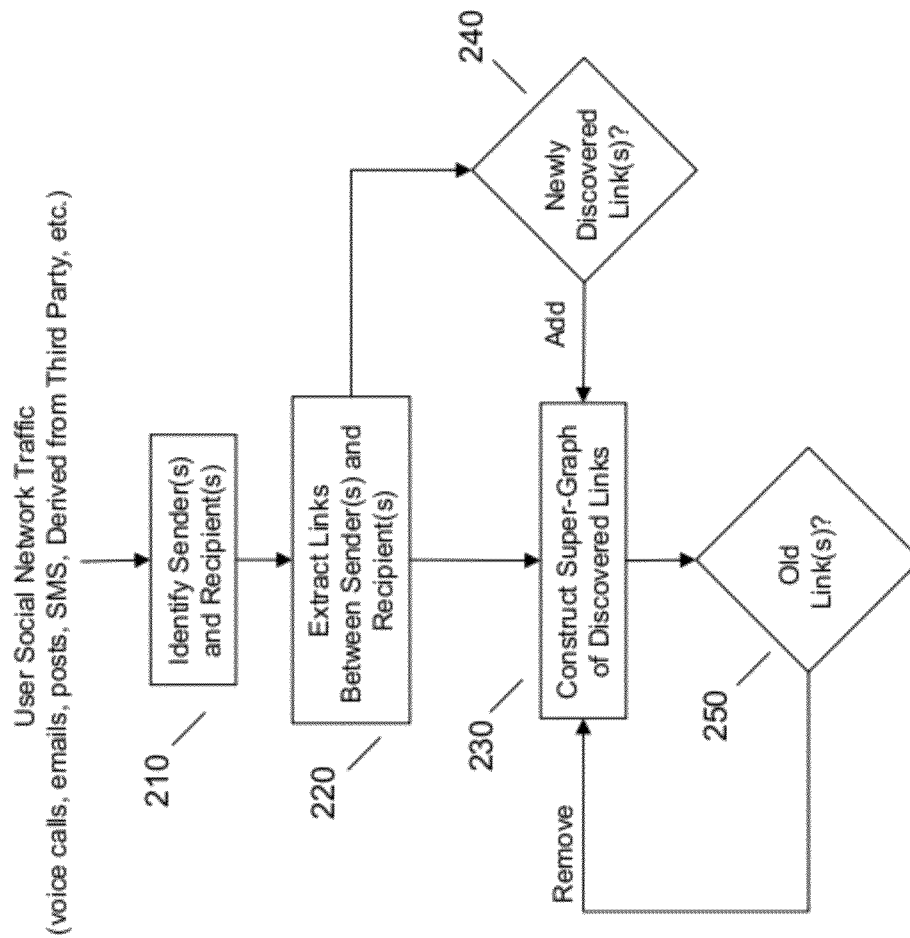 User Social Network Traffic
(voice calls, emails, posts, SMS, Derived from Third Party, etc.)
Identify Sender(s)
and Recipient(s)
210
Extract Links
Between Sender(s) and
Recipient(s)
220
Newly
Discovered
Link(s)?
240
Add
Construct Super-Graph
of Discovered Links
230
Remove
Old
Link(s)?
250